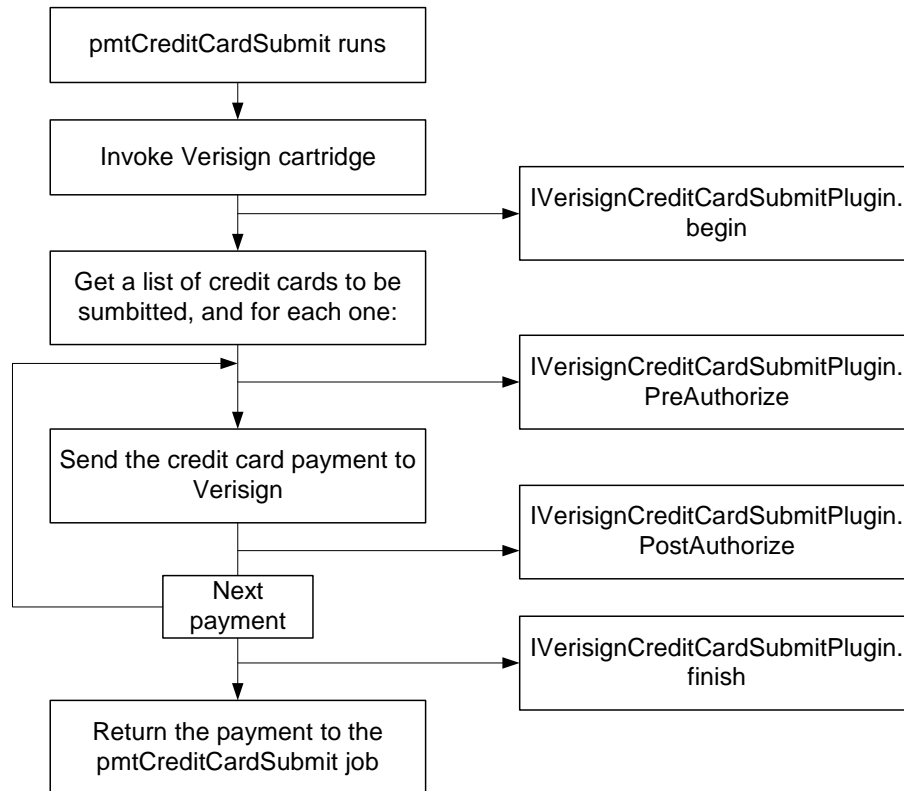 pmtCreditCardSubmit runs
Invoke Verisign cartridge
IVerisignCreditCardSubmitPlugin.
begin
Get a list of credit cards to be
sumbitted, and for each one:
IVerisignCreditCardSubmitPlugin.
PreAuthorize
Send the credit card payment to
Verisign
IVerisignCreditCardSubmitPlugin.
PostAuthorize
Next
payment
IVerisignCreditCardSubmitPlugin.
finish
Return the payment to the
pmtCreditCardSubmit job